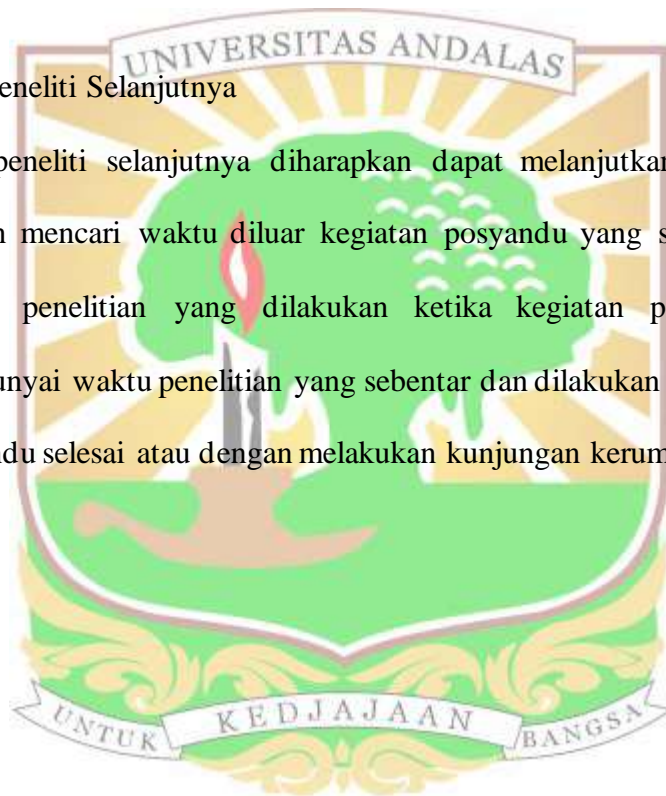 UNIVERSITAS ANDALAS
eneliti Selanjutnya
peneliti selanjutnya diharapkan dapat melanjutkan
mencari waktu diluar kegiatan posyandu yang s
penelitian yang dilakukan ketika kegiatan p
unyai waktu penelitian yang sebentar dan dilakukan
ndu selesai atau dengan melakukan kunjungan kerum
UNTUK KEDJAJAAN BANGSA